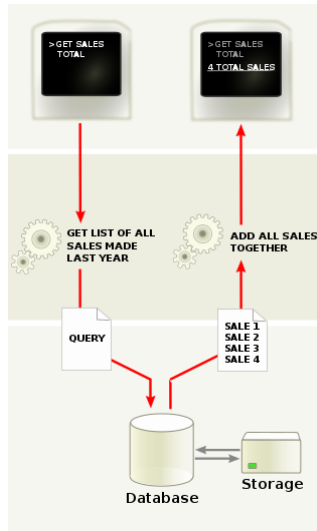 >GET SALES
TOTAL
>GET SALES
TOTAL
4 TOTAL SALES
GET LIST OF ALL
SALES MADE
LAST YEAR
ADD ALL SALES
TOGETHER
QUERY
SALE 1
SALE 2
SALE 3
SALE 4
Database
Storage